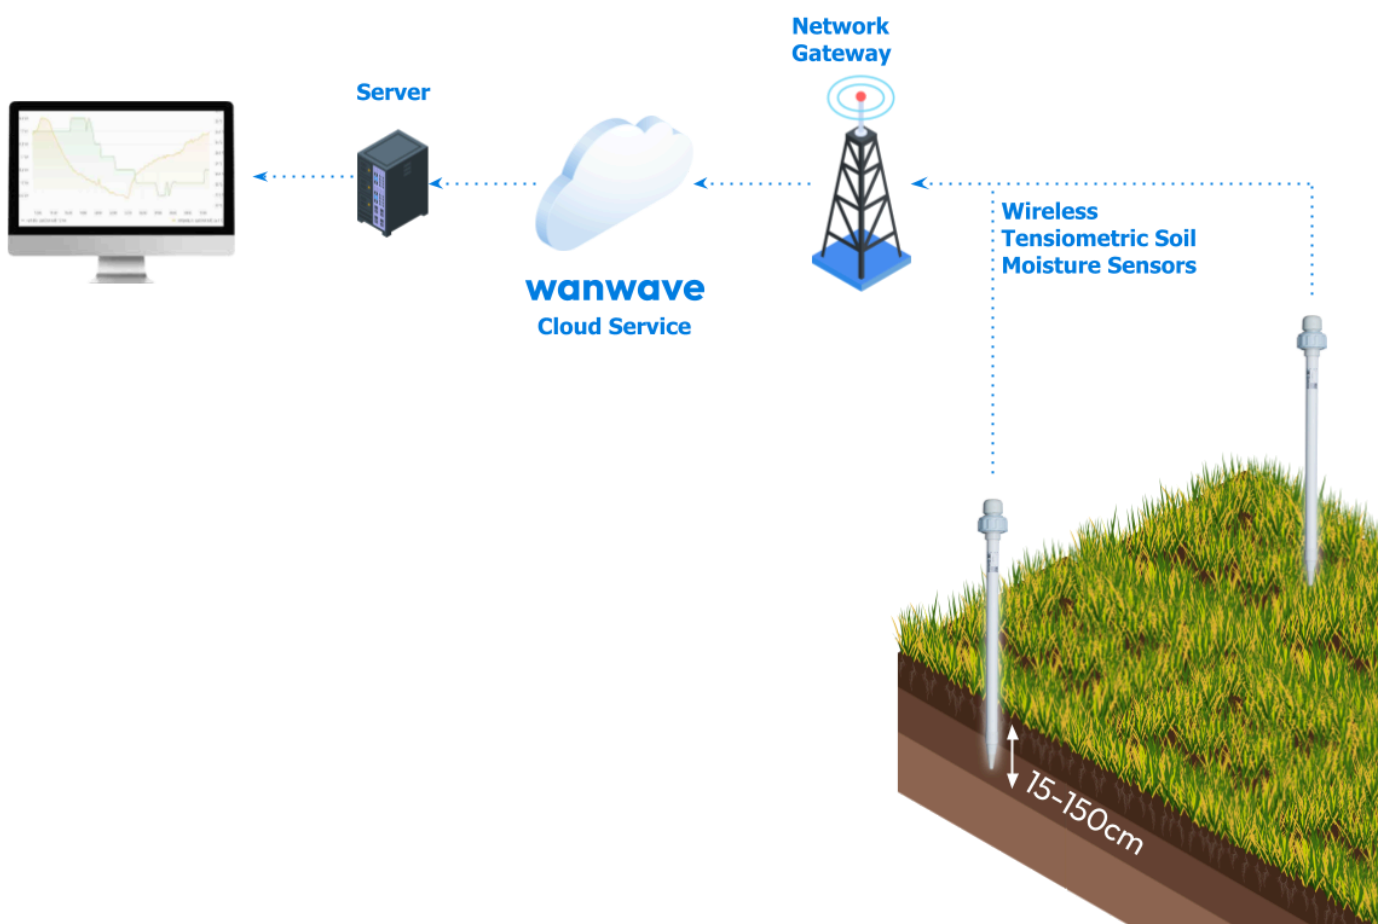 Network
Gateway
Server
Wireless
Tensiometric Soil
Moisture Sensors
wanwave
Cloud Service
15-150cm